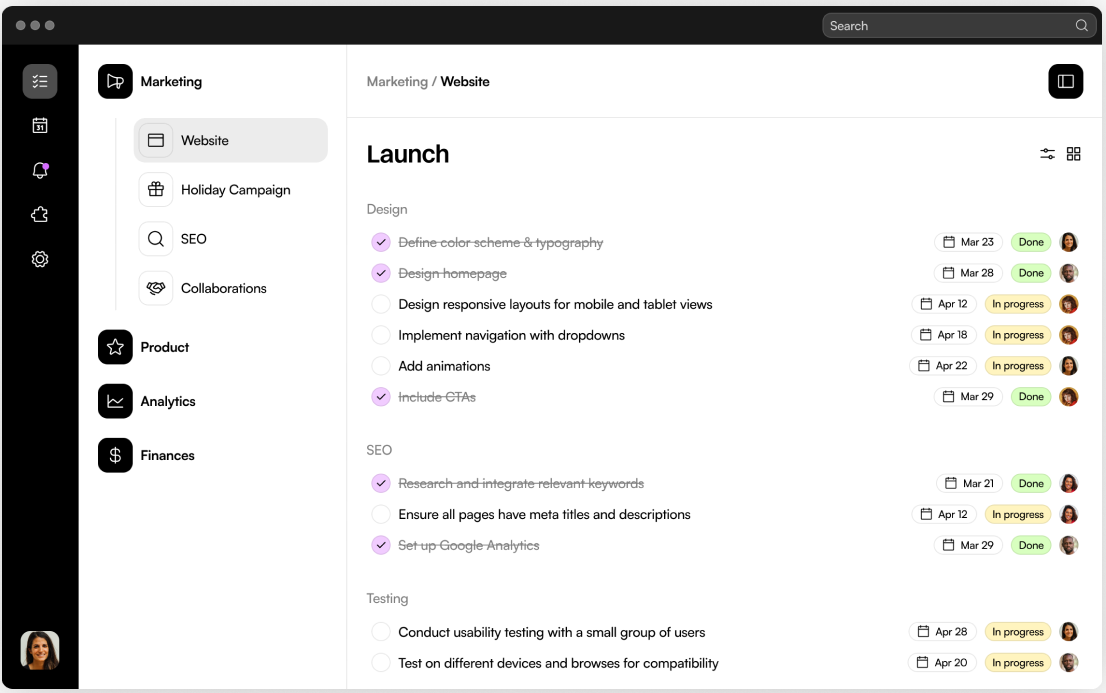 Search
Marketing
Website
Holiday Campaign
SEO
Collaborations
Product
Analytics
Finances
31
Marketing / Website
Launch
Design
Define color scheme & typography Mar 23 Done
Design homepage Mar 28 Done
Design responsive layouts for mobile and tablet views Apr 12 In progress
Implement navigation with dropdowns Apr 18 In progress
Add animations Apr 22 In progress
Include CTAs Mar 29 Done
SEO
Research and integrate relevant keywords Mar 21 Done
Ensure all pages have meta titles and descriptions Apr 12 In progress
Set up Google Analytics Mar 29 Done
Testing
Conduct usability testing with a small group of users Apr 28 In progress
Test on different devices and browses for compatibility Apr 20 In progress